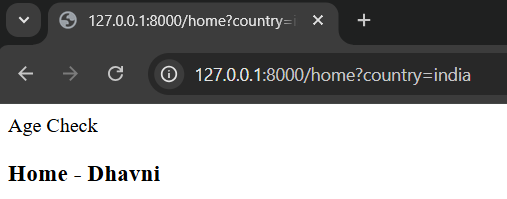 127.0.0.1:8000/home?country=i
127.0.0.1:8000/home?country=india
Age Check
Home - Dhavni